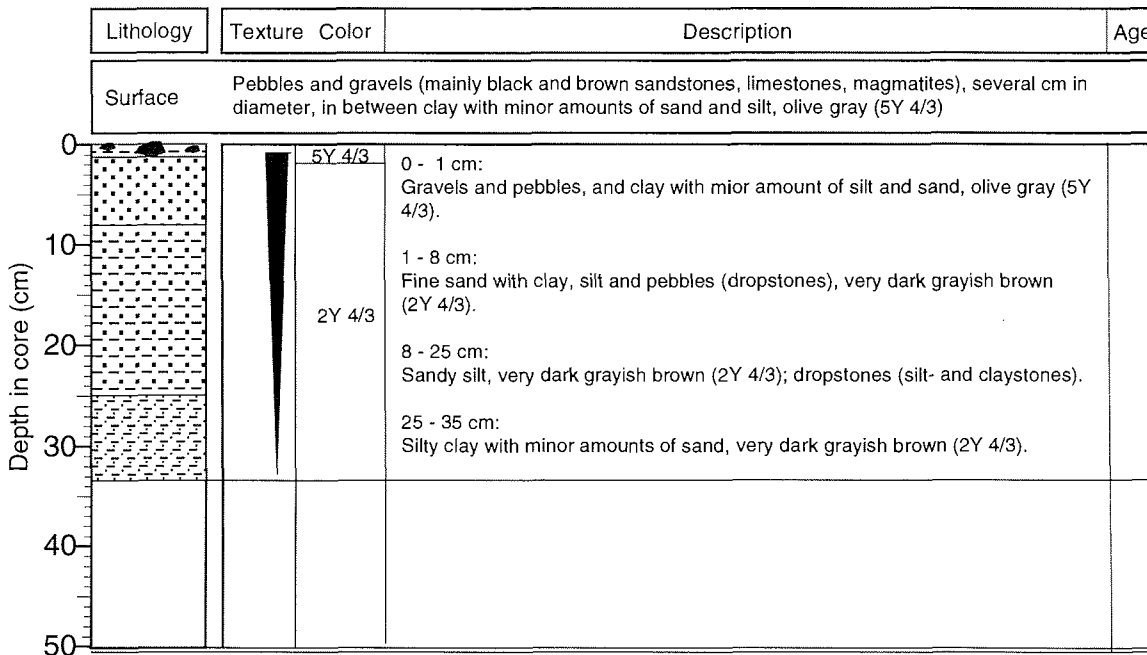 Lithology Texture Color Description Age
Surface
Pebbles and gravels (mainly black and brown sandstones, limestones, magmatites), several cm in
diameter, in between clay with minor amounts of sand and silt, olive gray (5Y 4/3)
Depth in core (cm)
0
10
20
30
40
50
5Y 4/3
2Y 4/3
0 - 1 cm:
Gravels and pebbles, and clay with mior amount of silt and sand, olive gray (5Y
4/3).
1 - 8 cm:
Fine sand with clay, silt and pebbles (dropstones), very dark grayish brown
(2Y 4/3).
8 - 25 cm:
Sandy silt, very dark grayish brown (2Y 4/3); dropstones (silt- and claystones).
25 - 35 cm:
Silty clay with minor amounts of sand, very dark grayish brown (2Y 4/3).